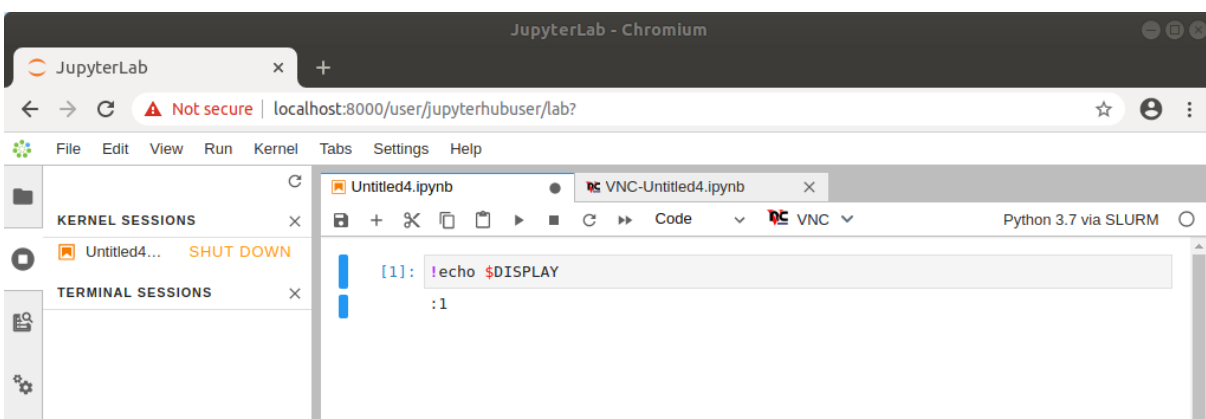 JupyterLab - Chromium
JupyterLab
Not secure | localhost:8000/user/jupyterhubuser/lab?
File Edit View Run Kernel Tabs Settings Help
Untitled4.ipynb VNC-Untitled4.ipynb
KERNEL SESSIONS
Code VNC Python 3.7 via SLURM
Untitled4... SHUT DOWN
[1]: !echo $DISPLAY
TERMINAL SESSIONS
:1